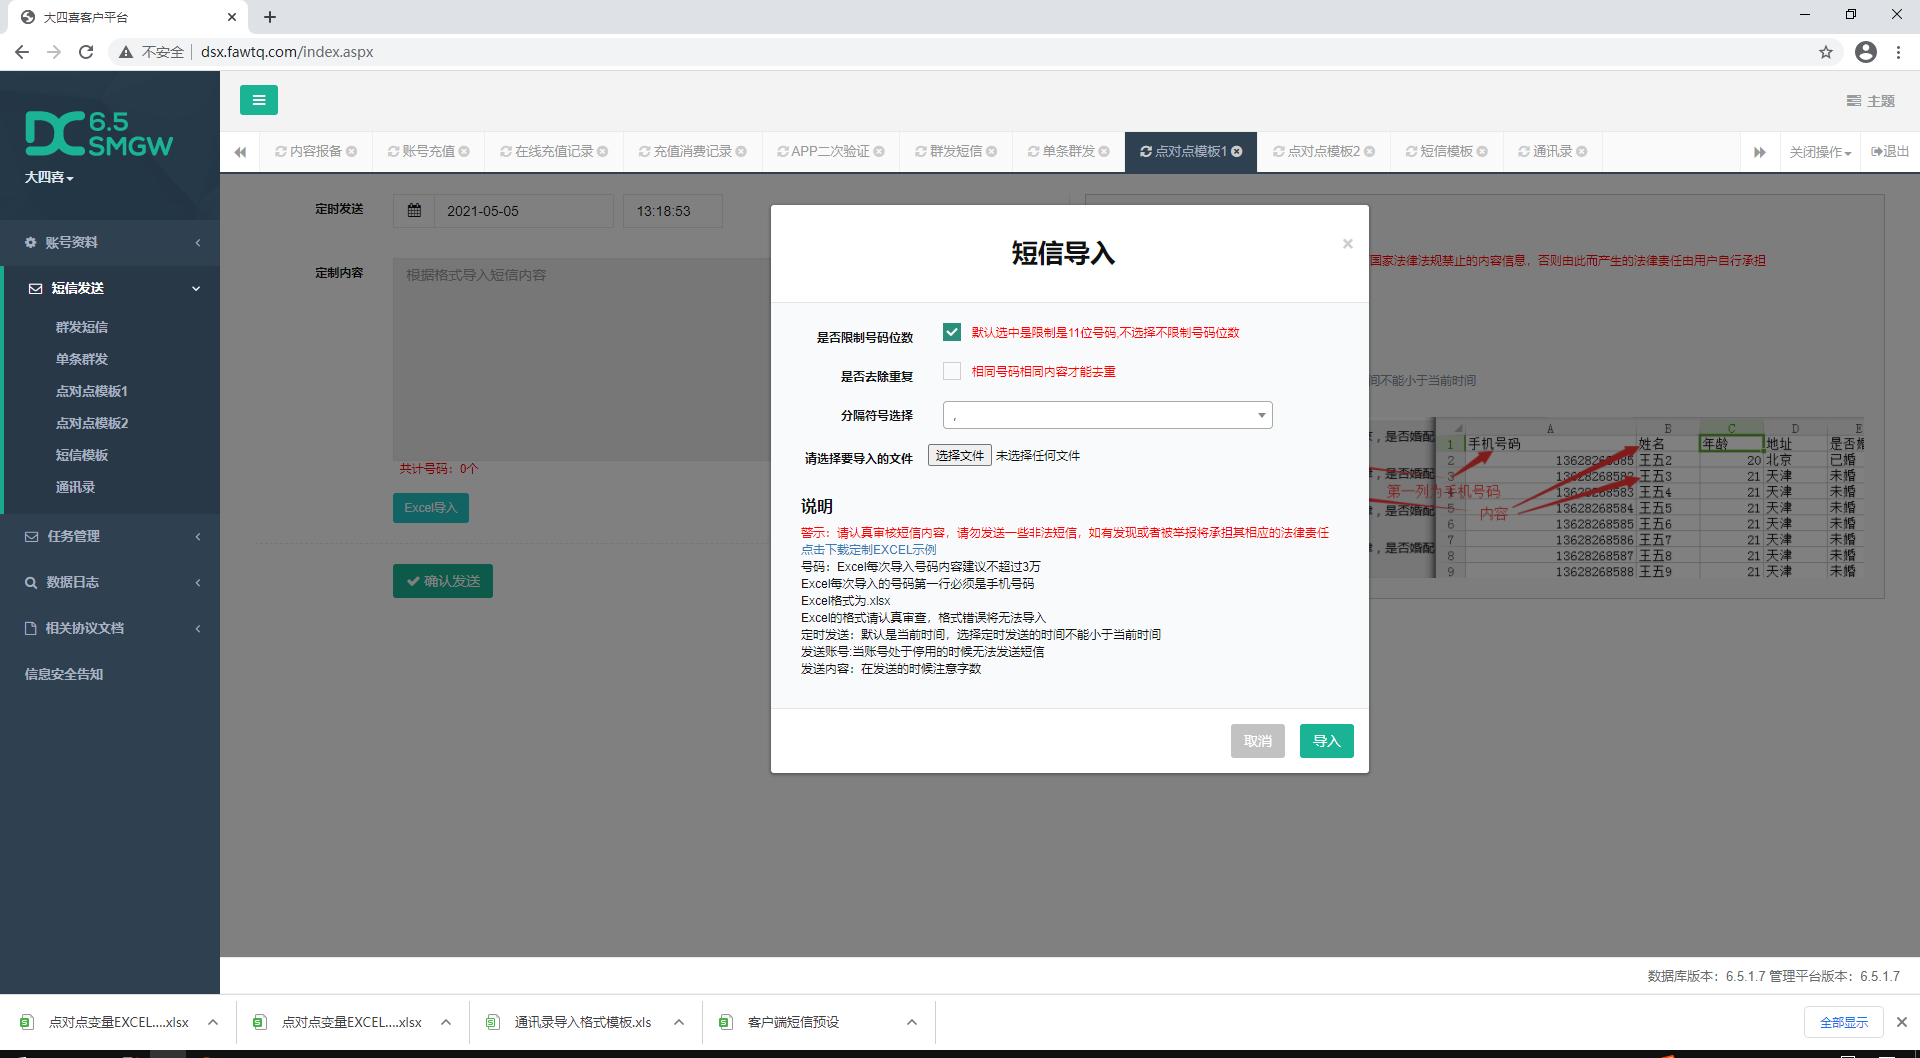 大四喜客户平台
不安全
dsx.fawtq.com/index.aspx
主题
DC 6.5 SMGW
大四喜
内容报备
账号充值
在线充值记录
充值消费记录
APP二次验证
群发短信
单条群发
点对点模板1
点对点模板2
短信模板
通讯录
关闭操作
退出
账号资料
短信发送
群发短信
单条群发
点对点模板1
点对点模板2
短信模板
通讯录
任务管理
数据日志
相关协议文档
信息安全告知
定时发送
2021-05-05
13:18:53
定制内容
根据格式导入短信内容
共计号码：0个
Excel导入
确认发送
短信导入
×
是否限制号码位数
默认选中是限制是11位号码,不选择不限制号码位数
是否去除重复
相同号码相同内容才能去重
分隔符号选择
,
请选择要导入的文件
选择文件 未选择任何文件
说明
警示：请认真审核短信内容，请勿发送一些非法短信，如有发现或者被举报将承担其相应的法律责任
点击下载定制EXCEL示例
号码：Excel每次导入号码内容建议不超过3万
Excel每次导入的号码第一行必须是手机号码
Excel格式为.xlsx
Excel的格式请认真审查，格式错误将无法导入
定时发送：默认是当前时间，选择定时发送的时间不能小于当前时间
发送账号:当账号处于停用的时候无法发送短信
发送内容：在发送的时候注意字数
取消
导入
国家法律法规禁止的内容信息，否则由此而产生的法律责任由用户自行承担
间不能小于当前时间
，是否婚配
，是否婚配
，是否婚配
，是否婚配
A B C D E
1 手机号码 姓名 年龄 地址 是否婚
2 13628268585 王五2 20 北京 已婚
3 13628268582 王五3 21 天津 未婚
4 13628268583 王五4 21 天津 未婚
5 13628268584 王五5 21 天津 未婚
6 13628268585 王五6 21 天津 未婚
7 13628268586 王五7 21 天津 未婚
8 13628268587 王五8 21 天津 未婚
9 13628268588 王五9 21 天津 未婚
第一列为手机号码
内容
数据库版本：6.5.1.7 管理平台版本：6.5.1.7
点对点变量EXCEL....xlsx
点对点变量EXCEL....xlsx
通讯录导入格式模板.xls
客户端短信预设
全部显示